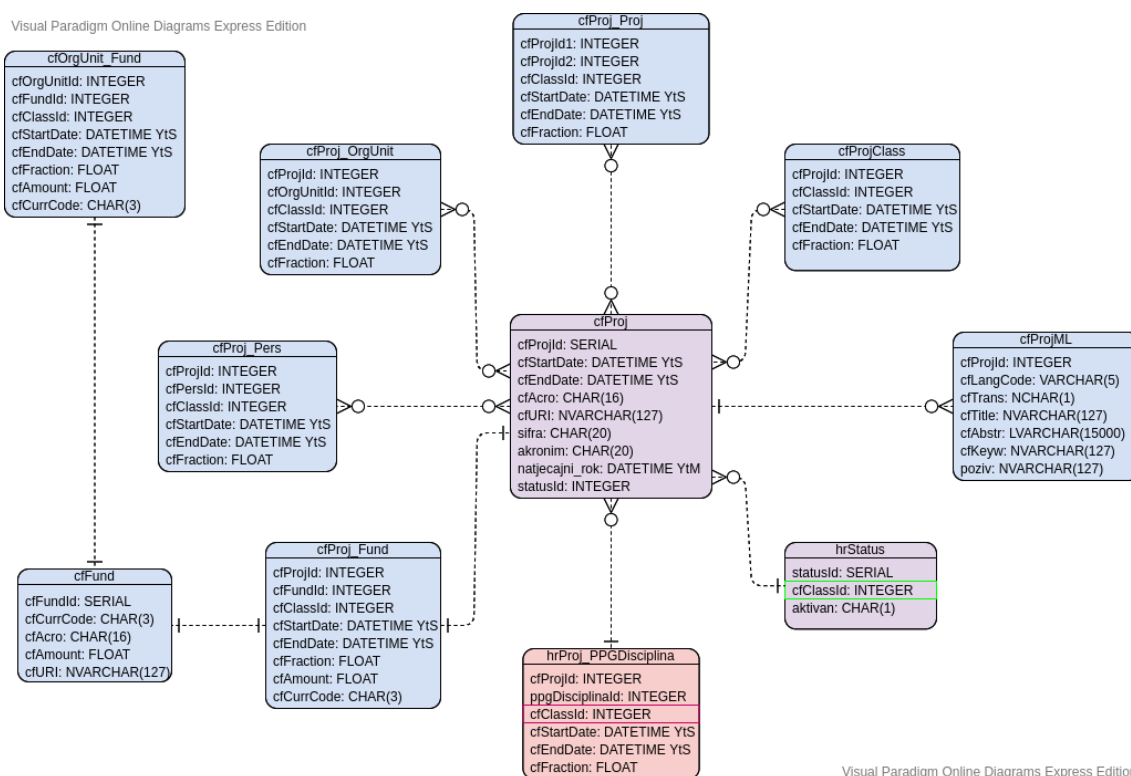 Visual Paradigm Online Diagrams Express Edition
cfOrgUnit_Fund
cfOrgUnitId: INTEGER
cfFundId: INTEGER
cfClassId: INTEGER
cfStartDate: DATETIME YtS
cfEndDate: DATETIME YtS
cfFraction: FLOAT
cfAmount: FLOAT
cfCurrCode: CHAR(3)
cfProj_Proj
cfProjId1: INTEGER
cfProjId2: INTEGER
cfClassId: INTEGER
cfStartDate: DATETIME YtS
cfEndDate: DATETIME YtS
cfFraction: FLOAT
cfProj_OrgUnit
cfProjId: INTEGER
cfOrgUnitId: INTEGER
cfClassId: INTEGER
cfStartDate: DATETIME YtS
cfEndDate: DATETIME YtS
cfFraction: FLOAT
cfProjClass
cfProjId: INTEGER
cfClassId: INTEGER
cfStartDate: DATETIME YtS
cfEndDate: DATETIME YtS
cfFraction: FLOAT
cfProj_Pers
cfProjId: INTEGER
cfPersId: INTEGER
cfClassId: INTEGER
cfStartDate: DATETIME YtS
cfEndDate: DATETIME YtS
cfFraction: FLOAT
cfProj
cfProjId: SERIAL
cfStartDate: DATETIME YtS
cfEndDate: DATETIME YtS
cfAcro: CHAR(16)
cfURI: NVARCHAR(127)
sifra: CHAR(20)
akronim: CHAR(20)
natjecajni_rok: DATETIME YtM
statusId: INTEGER
cfProjML
cfProjId: INTEGER
cfLangCode: VARCHAR(5)
cfTrans: NCHAR(1)
cfTitle: NVARCHAR(127)
cfAbstr: LVARCHAR(15000)
cfKeyw: NVARCHAR(127)
poziv: NVARCHAR(127)
cfFund
cfFundId: SERIAL
cfCurrCode: CHAR(3)
cfAcro: CHAR(16)
cfAmount: FLOAT
cfURI: NVARCHAR(127)
cfProj_Fund
cfProjId: INTEGER
cfFundId: INTEGER
cfClassId: INTEGER
cfStartDate: DATETIME YtS
cfEndDate: DATETIME YtS
cfFraction: FLOAT
cfAmount: FLOAT
cfCurrCode: CHAR(3)
hrStatus
statusId: SERIAL
cfClassId: INTEGER
aktivan: CHAR(1)
hrProj_PPGDisciplina
cfProjId: INTEGER
ppgDisciplinaId: INTEGER
cfClassId: INTEGER
cfStartDate: DATETIME YtS
cfEndDate: DATETIME YtS
cfFraction: FLOAT
Visual Paradigm Online Diagrams Express Edition